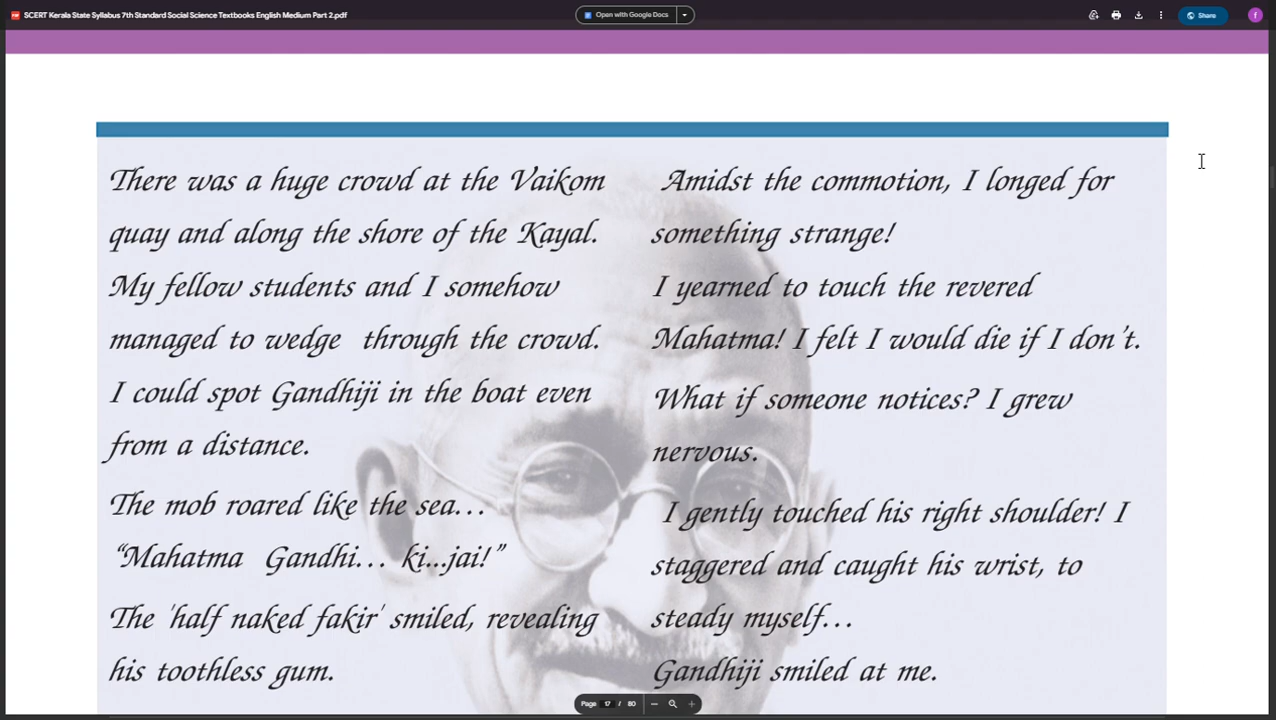 SCERT Kerala State Syllabus 7th Standard Social Science Textbooks English Medium Part 2.pdf
Open with Google Docs
Share
f
There was a huge crowd at the Vaikom
quay and along the shore of the Kayal.
My fellow students and I somehow
managed to wedge through the crowd.
I could spot Gandhiji in the boat even
from a distance.
The mob roared like the sea...
“Mahatma Gandhi... ki...jai!”
The 'half naked fakir' smiled, revealing
his toothless gum.
Amidst the commotion, I longed for
something strange!
I yearned to touch the revered
Mahatma! I felt I would die if I don't.
What if someone notices? I grew
nervous.
I gently touched his right shoulder! I
staggered and caught his wrist, to
steady myself...
Gandhiji smiled at me.
Page 17 / 80